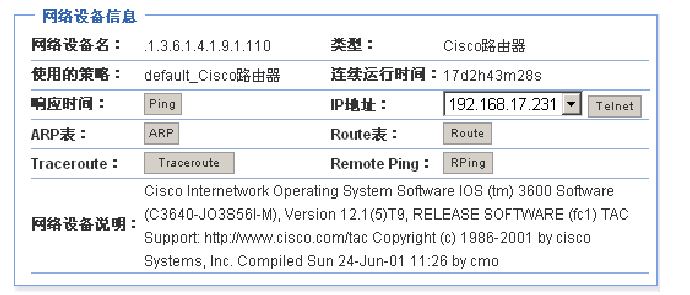 网络设备信息
网络设备名： .1.3.6.1.4.1.9.1.110 类型： Cisco路由器
使用的策略： default_Cisco路由器 连续运行时间：17d2h43m28s
响应时间： Ping IP地址： 192.168.17.231 Telnet
ARP表： ARP Route表： Route
Traceroute： Traceroute Remote Ping： RPing
Cisco Internetwork Operating System Software IOS (tm) 3600 Software
(C3640-JO3S56I-M), Version 12.1(5)T9, RELEASE SOFTWARE (fc1) TAC
网络设备说明：
Support: http://www.cisco.com/tac Copyright (c) 1986-2001 by cisco
Systems, Inc. Compiled Sun 24-Jun-01 11:26 by cmo